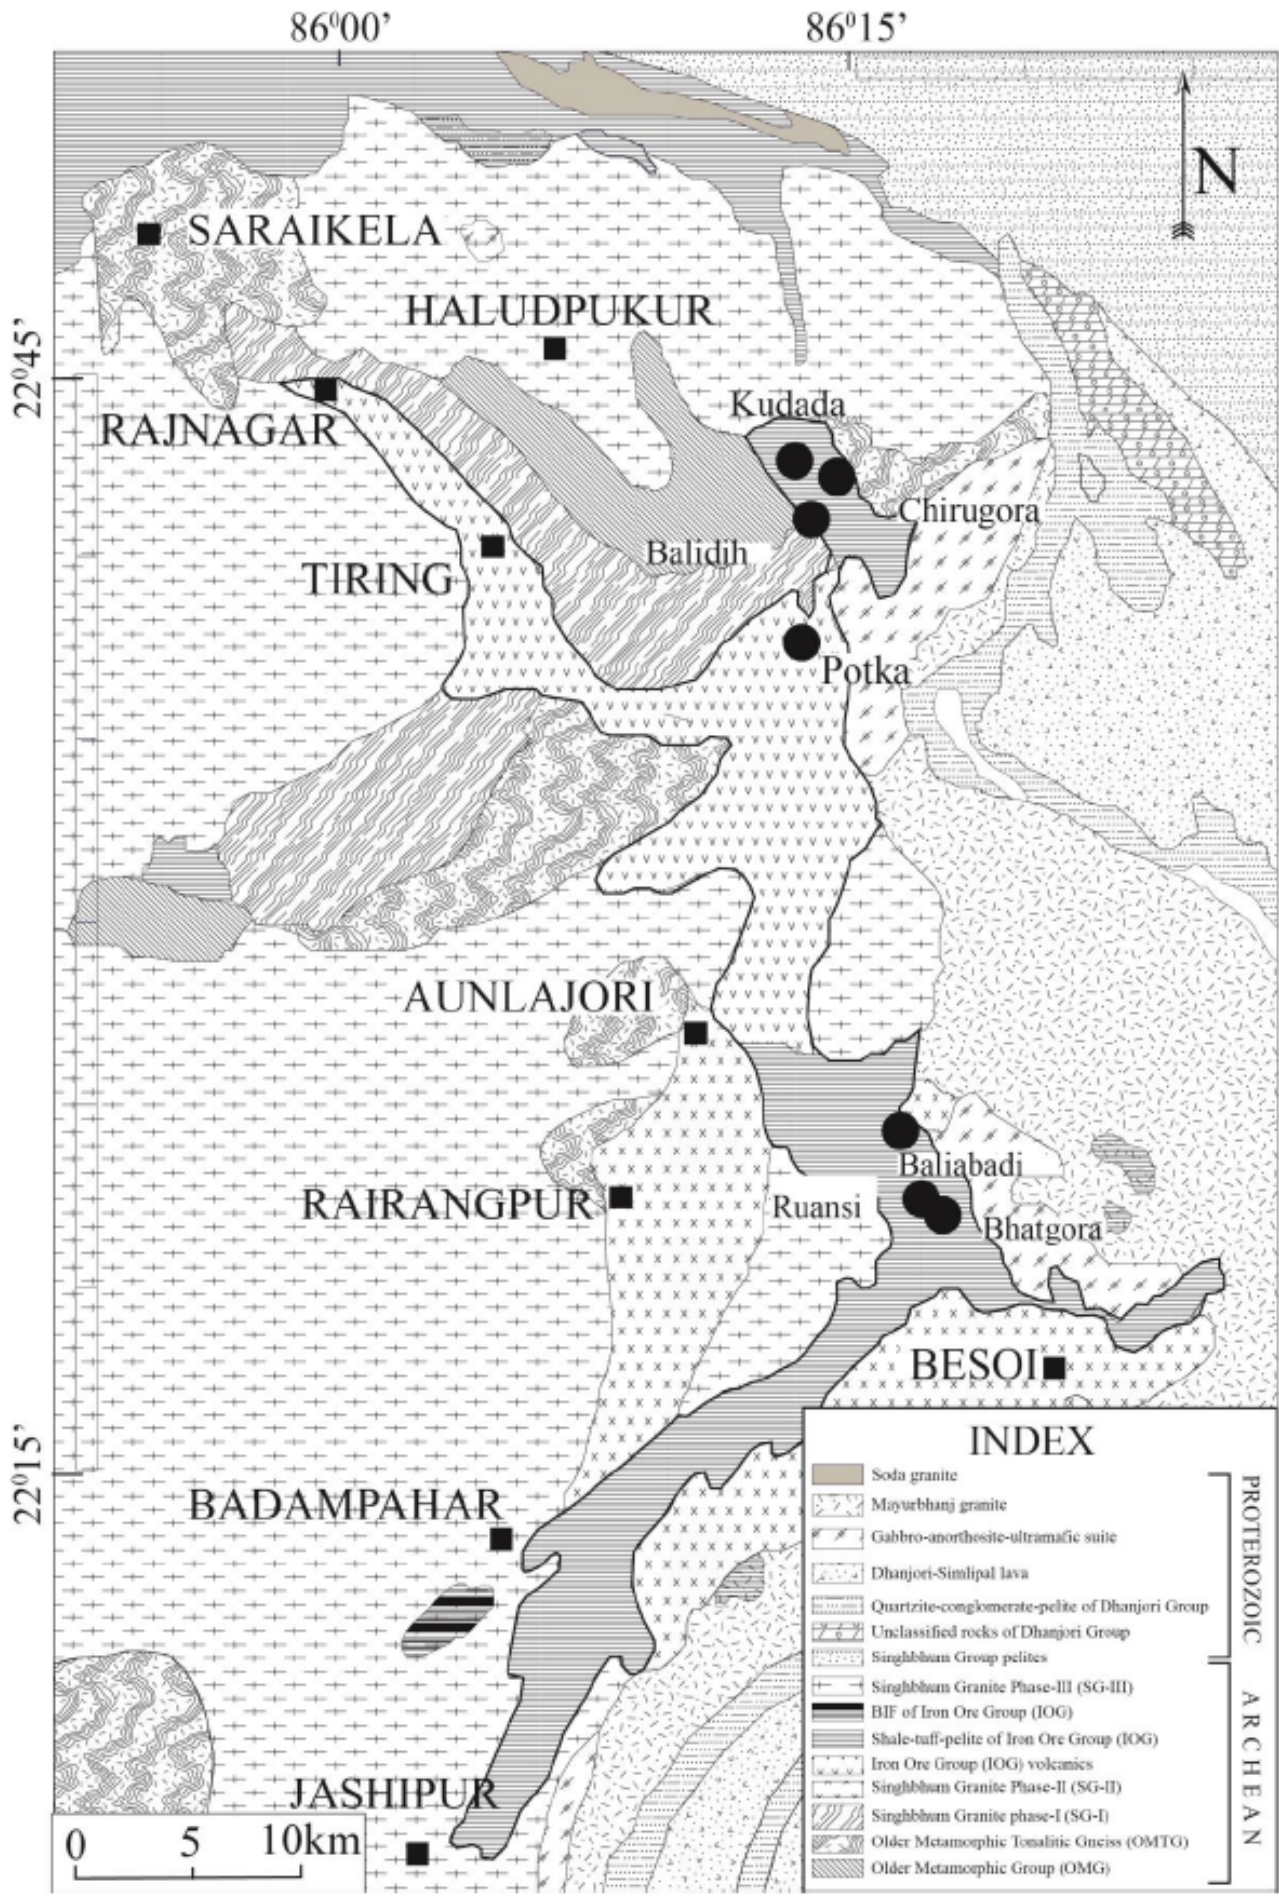 86⁰00’ 86⁰15’
N
SARAIKELA
HALUDPUKUR
22⁰45’
Kudada
RAJNAGAR
Chirugora
Balidih
TIRING
Potka
AUNLAJORI
Baliabadi
RAIRANGPUR
Ruansi
Bhatgora
BESOI
22⁰15’
BADAMPAHAR
JASHIPUR
0 5 10km
INDEX
Soda granite
Mayurbhanj granite
Gabbro-anorthosite-ultramafic suite
Dhanjori-Simlipal lava
Quartzite-conglomerate-pelite of Dhanjori Group
Unclassified rocks of Dhanjori Group
Singhbhum Group pelites
Singhbhum Granite Phase-III (SG-III)
BIF of Iron Ore Group (IOG)
Shale-tuff-pelite of Iron Ore Group (IOG)
Iron Ore Group (IOG) volcanics
Singhbhum Granite Phase-II (SG-II)
Singhbhum Granite phase-I (SG-I)
Older Metamorphic Tonalitic Gneiss (OMTG)
Older Metamorphic Group (OMG)
PROTEROZOIC
ARCHEAN